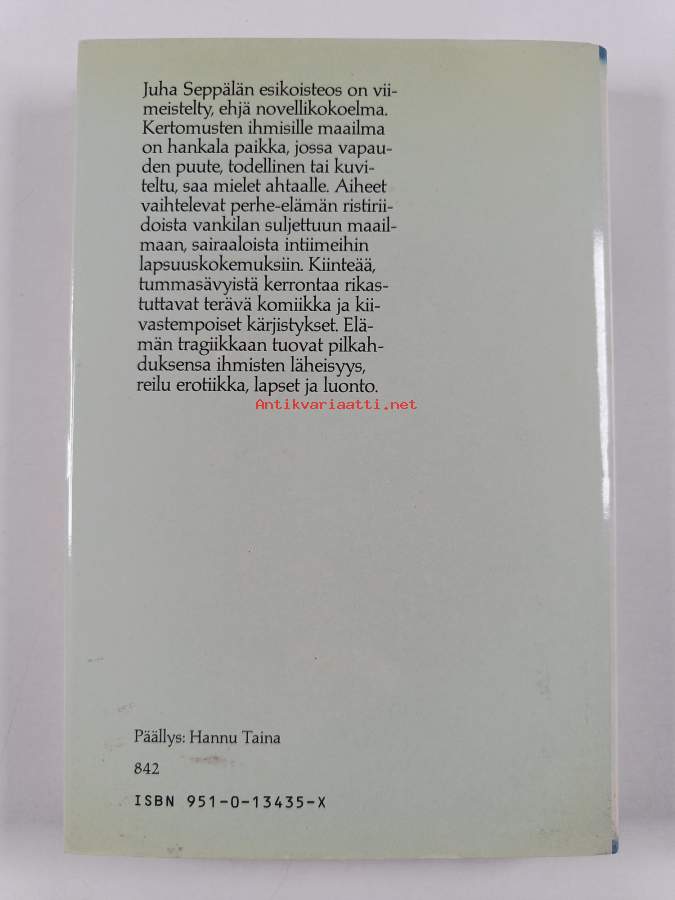 Juha Seppälän esikoisteos on vii-
meistelty, ehjä novellikokoelma.
Kertomusten ihmisille maailma
on hankala paikka, jossa vapau-
den puute, todellinen tai kuvi-
teltu, saa mielet ahtaalle. Aiheet
vaihtelevat perhe-elämän ristirii-
doista vankilan suljettuun maail-
maan, sairaaloista intiimeihin
lapsuuskokemuksiin. Kiinteää,
tummasävyistä kerrontaa rikas-
tuttavat terävä komiikka ja kii-
vastempoiset kärjistykset. Elä-
män tragiikkaan tuovat pilkah-
duksensa ihmisten läheisyys,
reilu erotiikka, lapset ja luonto.
Antikvariaatti.net
Päällys: Hannu Taina
842
ISBN 951-0-13435-X